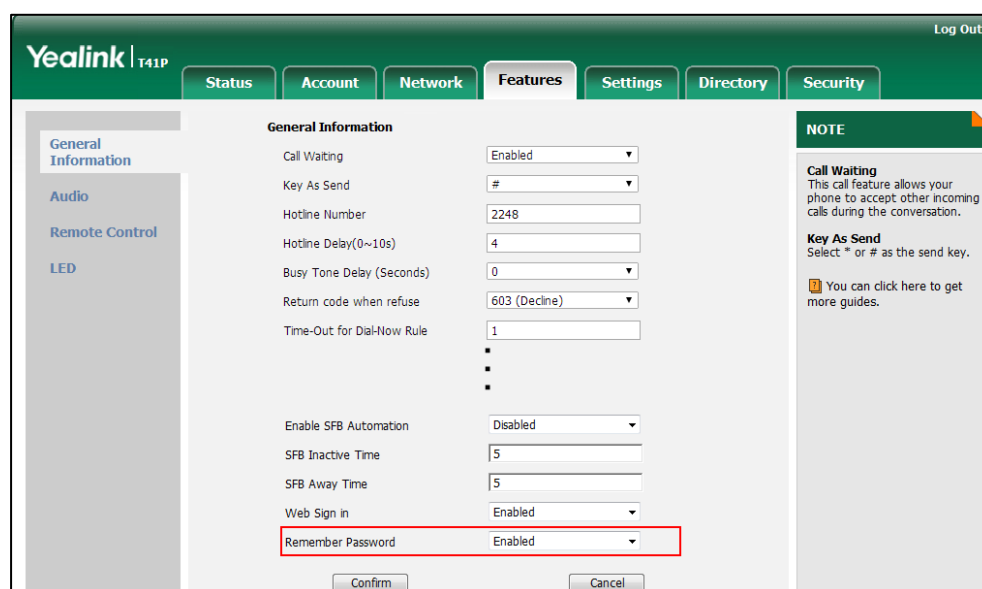 Log Out
Yealink | T41P
Status Account Network Features Settings Directory Security
General
Information
Audio
Remote Control
LED
General Information
Call Waiting Enabled
Key As Send #
Hotline Number 2248
Hotline Delay(0~10s) 4
Busy Tone Delay (Seconds) 0
Return code when refuse 603 (Decline)
Time-Out for Dial-Now Rule 1
Enable SFB Automation Disabled
SFB Inactive Time 5
SFB Away Time 5
Web Sign in Enabled
Remember Password Enabled
Confirm Cancel
NOTE
Call Waiting
This call feature allows your
phone to accept other incoming
calls during the conversation.
Key As Send
Select * or # as the send key.
You can click here to get
more guides.